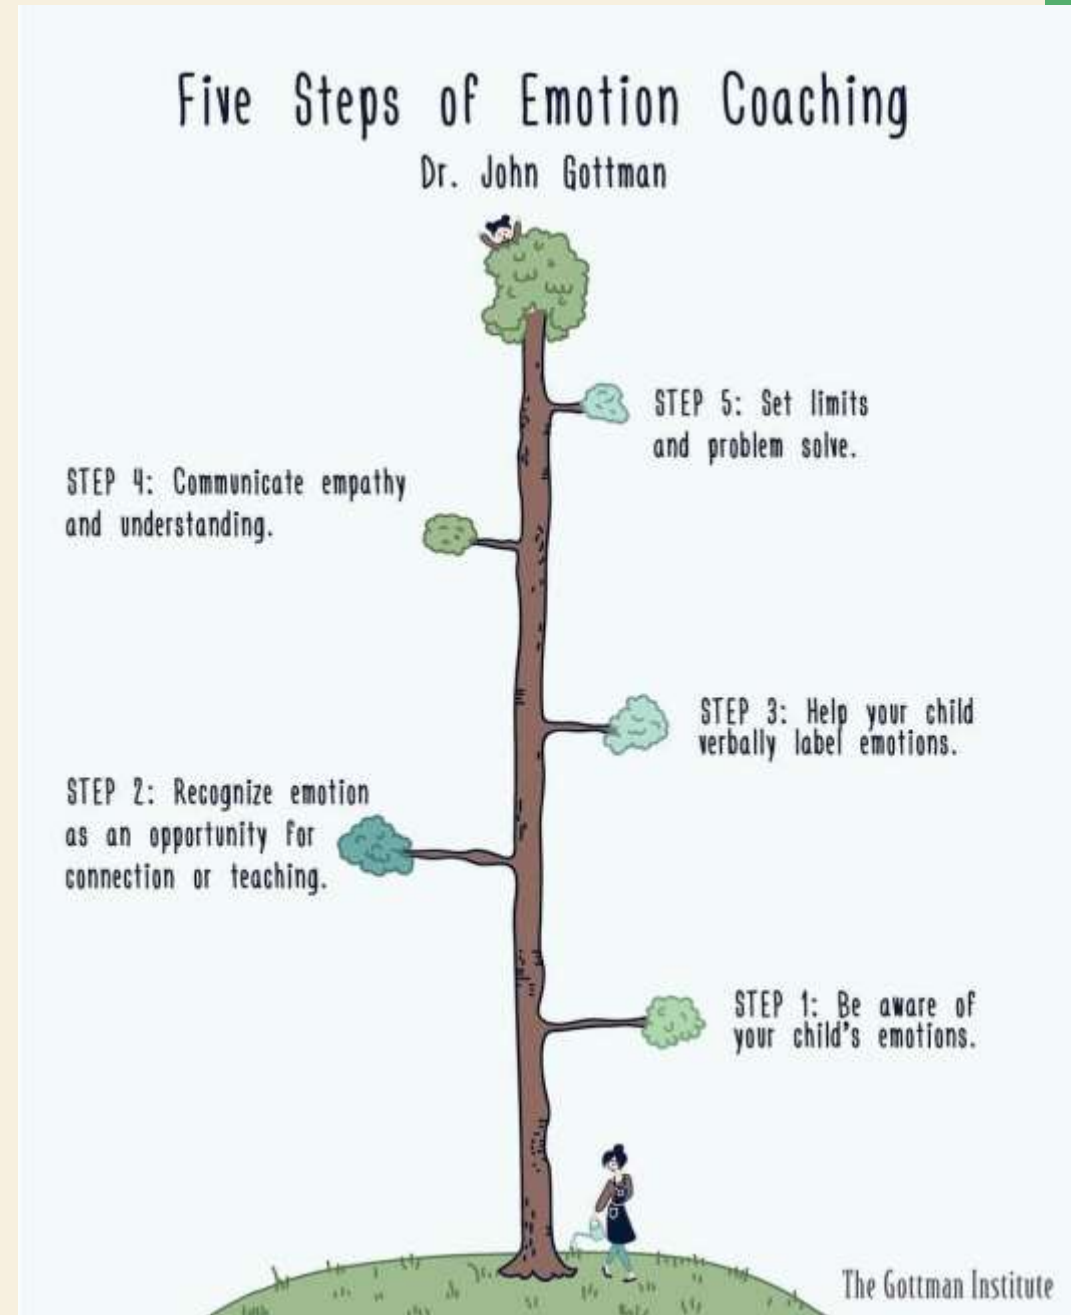 Five Steps of Emotion Coaching
Dr. John Gottman
STEP 5: Set limits
and problem solve.
STEP 4: Communicate empathy
and understanding.
STEP 3: Help your child
verbally label emotions.
STEP 2: Recognize emotion
as an opportunity for
connection or teaching.
STEP 1: Be aware of
your child's emotions.
The Gottman Institute